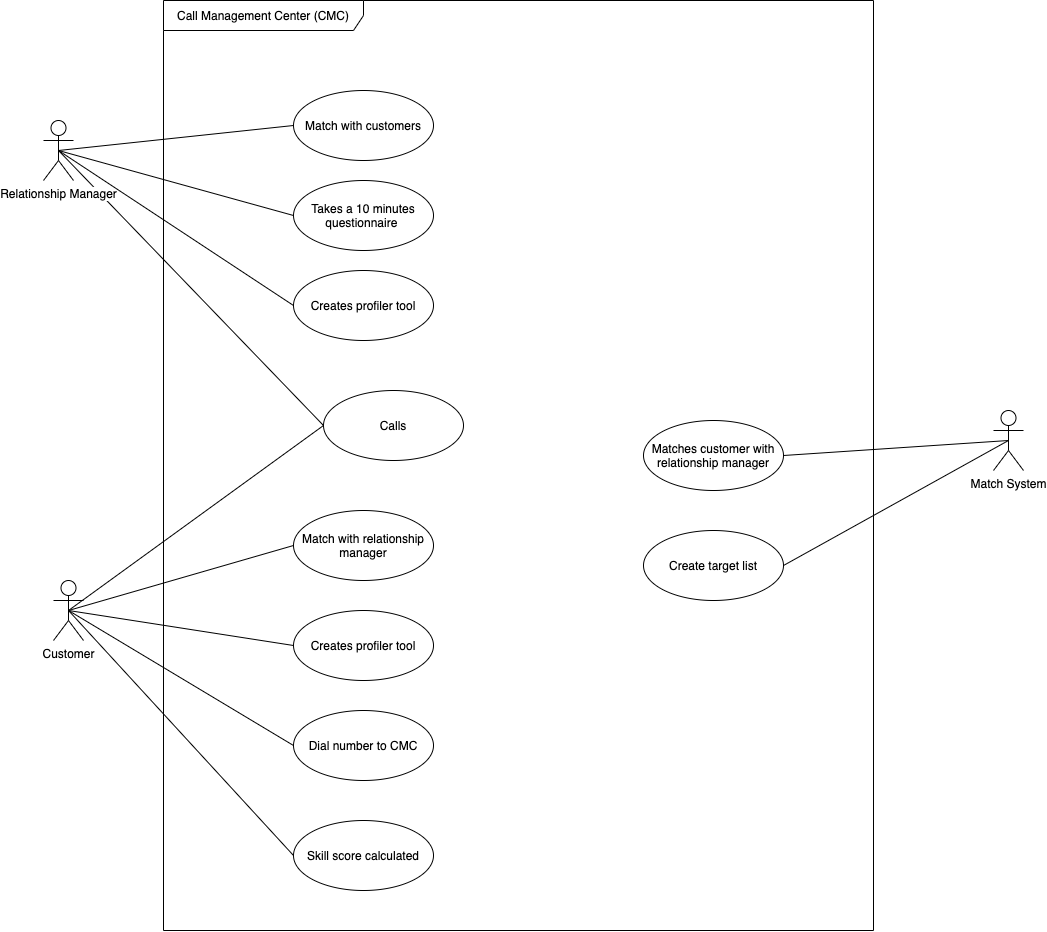 Call Management Center (CMC)
Match with customers
Relationship Manager
Takes a 10 minutes
questionnaire
Creates profiler tool
Calls
Matches customer with
relationship manager
Match System
Match with relationship
manager
Create target list
Customer
Creates profiler tool
Dial number to CMC
Skill score calculated